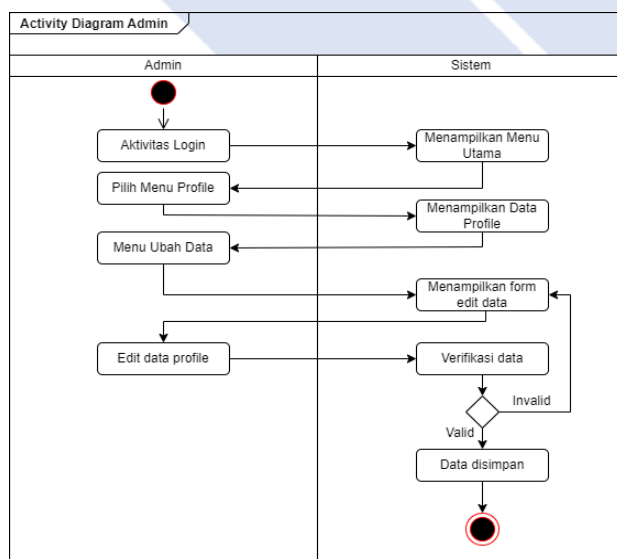 Activity Diagram Admin
Admin
Sistem
Aktivitas Login
Menampilkan Menu
Utama
Pilih Menu Profile
Menampilkan Data
Profile
Menu Ubah Data
Menampilkan form
edit data
Edit data profile
Verifikasi data
Invalid
Valid
Data disimpan